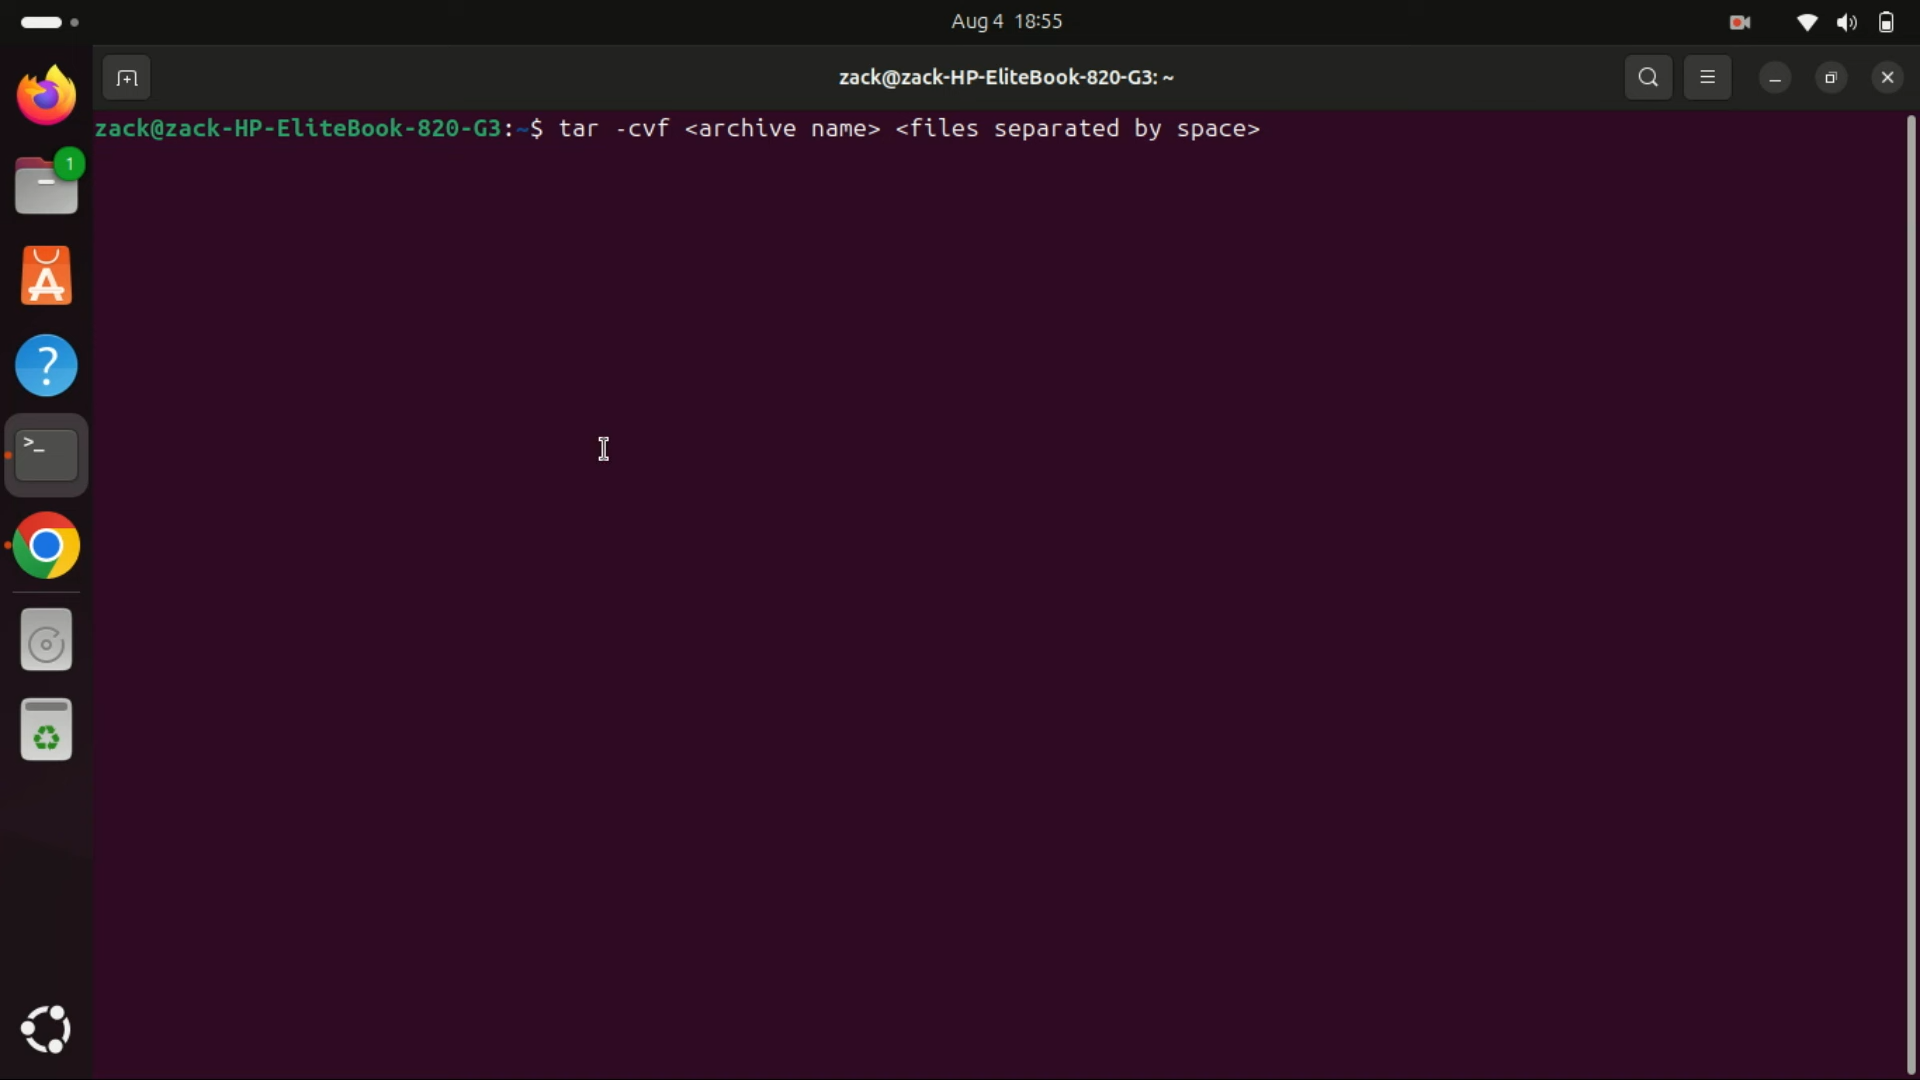 Aug 4 18:55
zack@zack-HP-EliteBook-820-G3: ~
zack@zack-HP-EliteBook-820-G3:~$ tar -cvf <archive name> <files separated by space>
1
A
?
>_